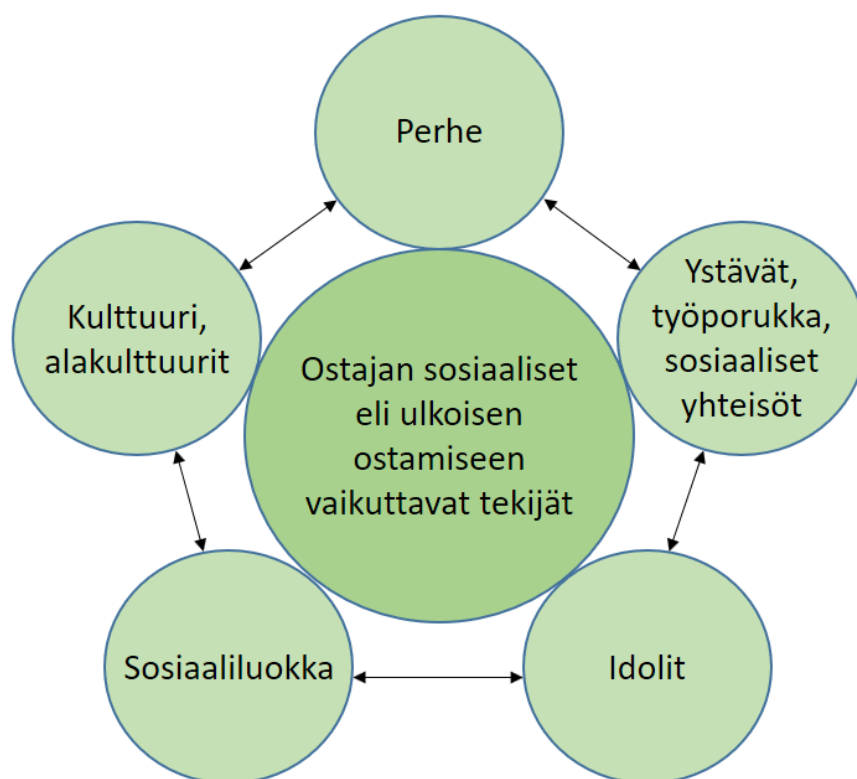 Perhe
Ystävät,
työporukka,
sosiaaliset
yhteisöt
Kulttuuri,
alakulttuurit
Ostajan sosiaaliset
eli ulkoisen
ostamiseen
vaikuttavat tekijät
Sosiaaliluokka
Idolit